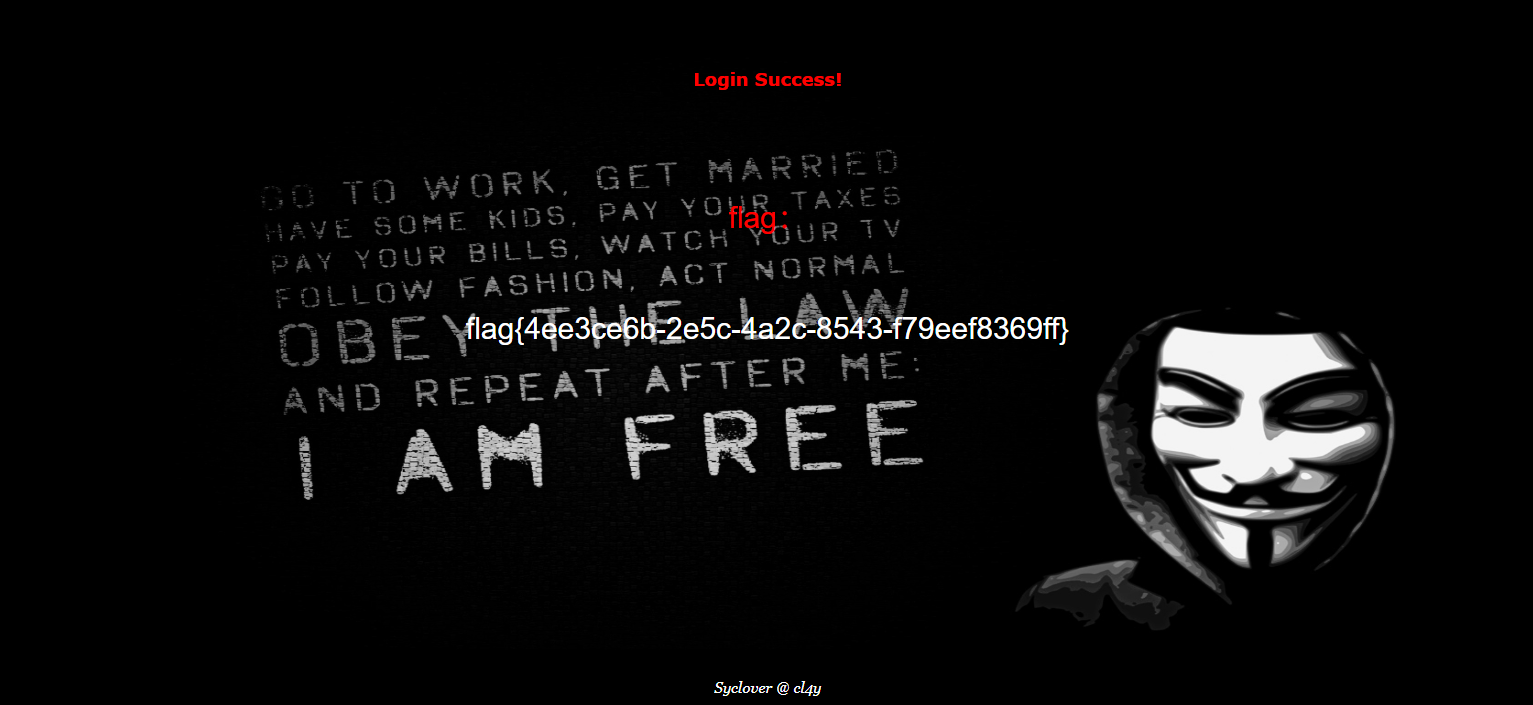 Login Success!
GO TO WORK, GET MARRIED
HAVE SOME KIDS, PAY YOUR TAXES
flag:
PAY YOUR BILLS, WATCH YOUR TV
FOLLOW FASHION, ACT NORMAL
OBEY THE LAW
flag{4ee3ce6b-2e5c-4a2c-8543-f79eef8369ff}
AND REPEAT AFTER ME:
I AM FREE
Syclover @ cl4y